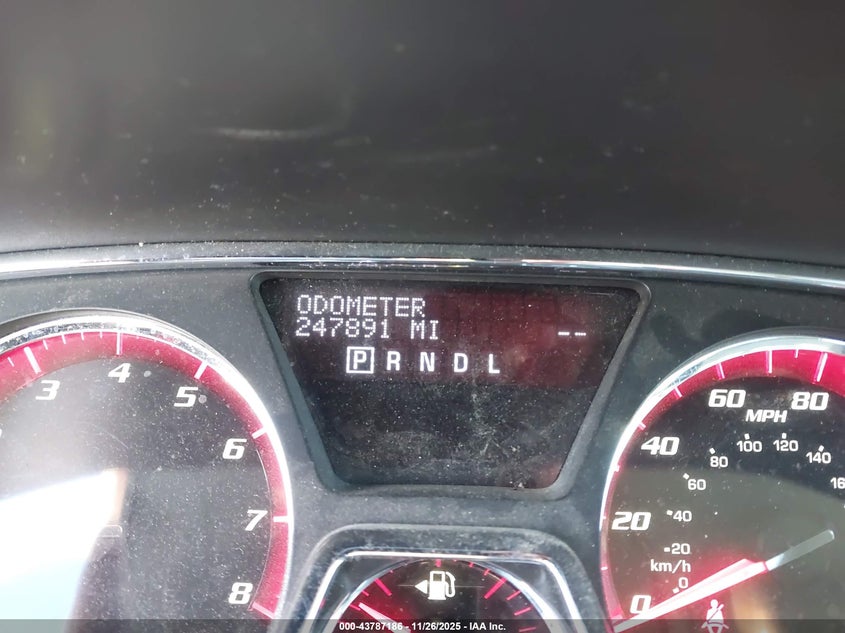 ODOMETER
247891 MI --
P R N D L
3 4 5 6 7 8
0 20 40 60 80
MPH
0 20 40 60 80 100 120 140
km/h
000-43787186 - 11/26/2025 - IAA Inc.